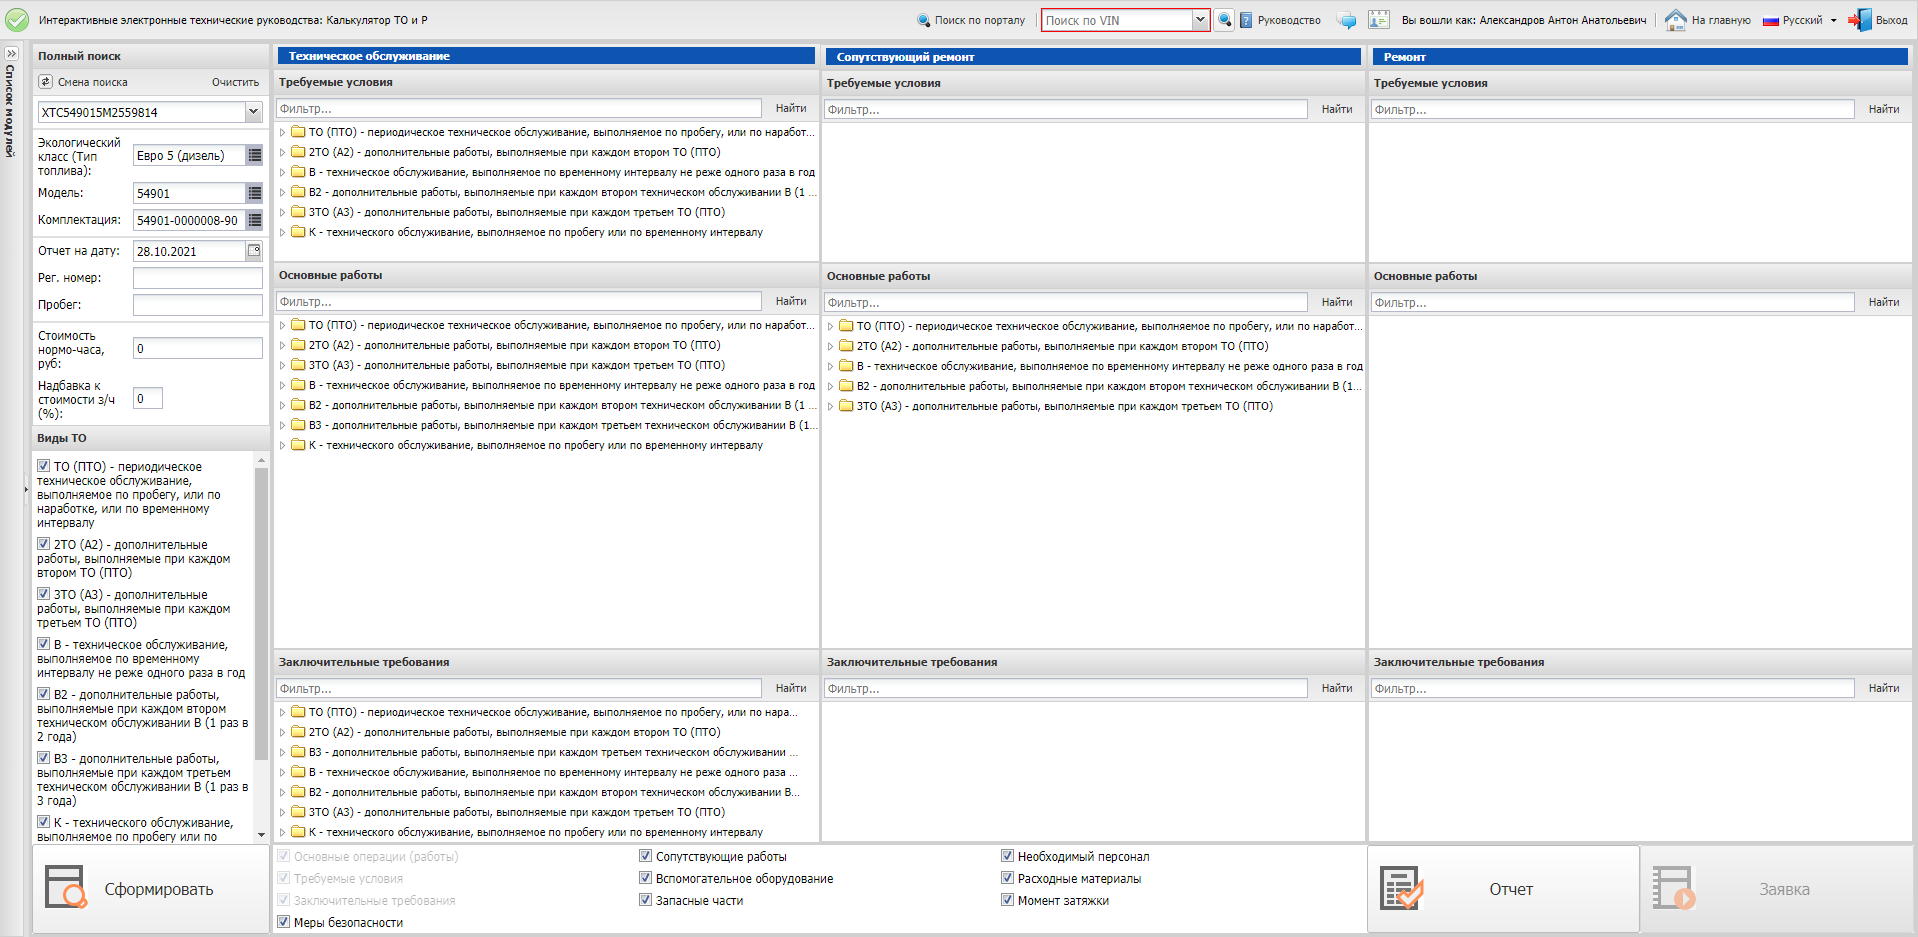 Интерактивные электронные технические руководства: Калькулятор ТО и Р
Поиск по порталу
Поиск по VIN
Руководство
Вы вошли как: Александров Антон Анатольевич
На главную
Русский
Выход
Список модулей
Полный поиск
Смена поиска
Очистить
XTC549015M2559814
Экологический класс (Тип топлива):
Евро 5 (дизель)
Модель:
54901
Комплектация:
54901-0000008-90
Отчет на дату:
28.10.2021
Рег. номер:
Пробег:
Стоимость нормо-часа, руб:
0
Надбавка к стоимости з/ч (%):
0
Виды ТО
ТО (ПТО) - периодическое
техническое обслуживание,
выполняемое по пробегу, или по
наработке, или по временному
интервалу
2ТО (А2) - дополнительные
работы, выполняемые при каждом
втором ТО (ПТО)
3ТО (А3) - дополнительные
работы, выполняемые при каждом
третьем ТО (ПТО)
В - техническое обслуживание,
выполняемое по временному
интервалу не реже одного раза в год
В2 - дополнительные работы,
выполняемые при каждом втором
техническом обслуживании В (1 раз в
2 года)
В3 - дополнительные работы,
выполняемые при каждом третьем
техническом обслуживании В (1 раз в
3 года)
К - технического обслуживание,
выполняемое по пробегу или по
Сформировать
Техническое обслуживание
Требуемые условия
Фильтр...
Найти
ТО (ПТО) - периодическое техническое обслуживание, выполняемое по пробегу, или по наработ...
2ТО (А2) - дополнительные работы, выполняемые при каждом втором ТО (ПТО)
В - техническое обслуживание, выполняемое по временному интервалу не реже одного раза в год
В2 - дополнительные работы, выполняемые при каждом втором техническом обслуживании В (1 ...
3ТО (А3) - дополнительные работы, выполняемые при каждом третьем ТО (ПТО)
К - технического обслуживание, выполняемое по пробегу или по временному интервалу
Основные работы
Фильтр...
Найти
ТО (ПТО) - периодическое техническое обслуживание, выполняемое по пробегу, или по наработ...
2ТО (А2) - дополнительные работы, выполняемые при каждом втором ТО (ПТО)
3ТО (А3) - дополнительные работы, выполняемые при каждом третьем ТО (ПТО)
В - техническое обслуживание, выполняемое по временному интервалу не реже одного раза в год
В2 - дополнительные работы, выполняемые при каждом втором техническом обслуживании В (1 ...
В3 - дополнительные работы, выполняемые при каждом третьем техническом обслуживании В (1...
К - технического обслуживание, выполняемое по пробегу или по временному интервалу
Заключительные требования
Фильтр...
Найти
ТО (ПТО) - периодическое техническое обслуживание, выполняемое по пробегу, или по нара...
2ТО (А2) - дополнительные работы, выполняемые при каждом втором ТО (ПТО)
В3 - дополнительные работы, выполняемые при каждом третьем техническом обслуживании ...
В - техническое обслуживание, выполняемое по временному интервалу не реже одного раза ...
В2 - дополнительные работы, выполняемые при каждом втором техническом обслуживании В...
3ТО (А3) - дополнительные работы, выполняемые при каждом третьем ТО (ПТО)
К - технического обслуживание, выполняемое по пробегу или по временному интервалу
Сопутствующий ремонт
Требуемые условия
Фильтр...
Найти
Основные работы
Фильтр...
Найти
ТО (ПТО) - периодическое техническое обслуживание, выполняемое по пробегу, или по наработ...
2ТО (А2) - дополнительные работы, выполняемые при каждом втором ТО (ПТО)
В - техническое обслуживание, выполняемое по временному интервалу не реже одного раза в год
В2 - дополнительные работы, выполняемые при каждом втором техническом обслуживании В (1...
3ТО (А3) - дополнительные работы, выполняемые при каждом третьем ТО (ПТО)
Заключительные требования
Фильтр...
Найти
Ремонт
Требуемые условия
Фильтр...
Найти
Основные работы
Фильтр...
Найти
Заключительные требования
Фильтр...
Найти
Основные операции (работы)
Требуемые условия
Заключительные требования
Меры безопасности
Сопутствующие работы
Вспомогательное оборудование
Запасные части
Необходимый персонал
Расходные материалы
Момент затяжки
Отчет
Заявка